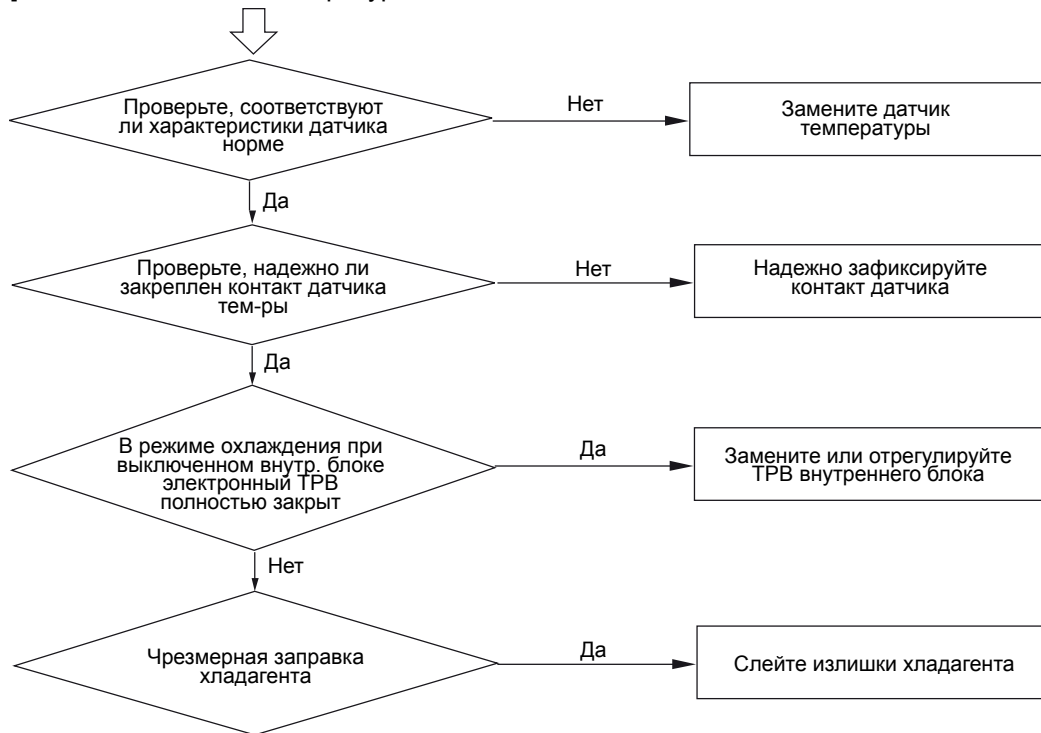 Проверьте, соответствуют
ли характеристики датчика
норме
Нет
Замените датчик
температуры
Да
Проверьте, надежно ли
закреплен контакт датчика
тем-ры
Нет
Надежно зафиксируйте
контакт датчика
Да
В режиме охлаждения при
выключенном внутр. блоке
электронный ТРВ
полностью закрыт
Да
Замените или отрегулируйте
ТРВ внутреннего блока
Нет
Чрезмерная заправка
хладагента
Да
Слейте излишки хладагента